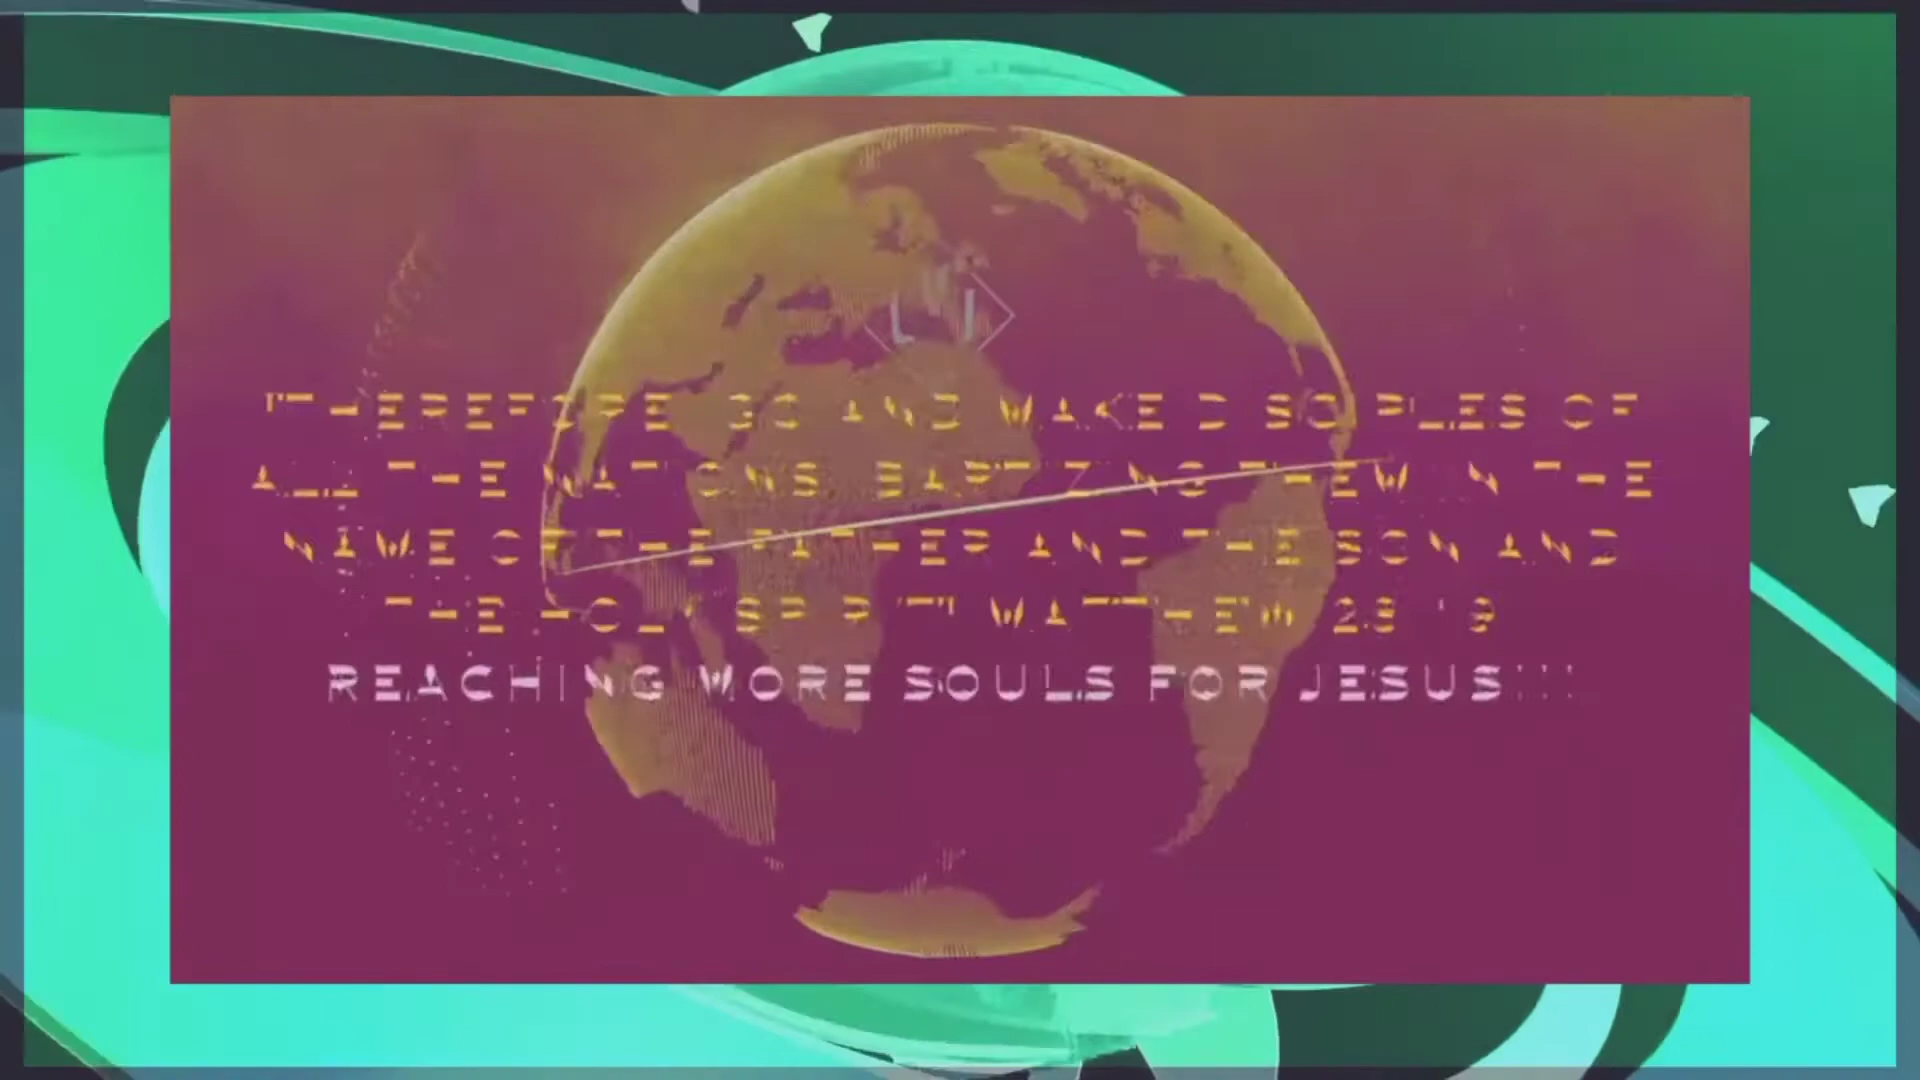 "THEREFORE, GO AND MAKE DISCIPLES OF
ALL THE NATIONS, BAPTIZING THEM IN THE
NAME OF THE FATHER AND THE SON AND
THE HOLY SPIRIT." MATTHEW 28:19
REACHING MORE SOULS FOR JESUS!!!